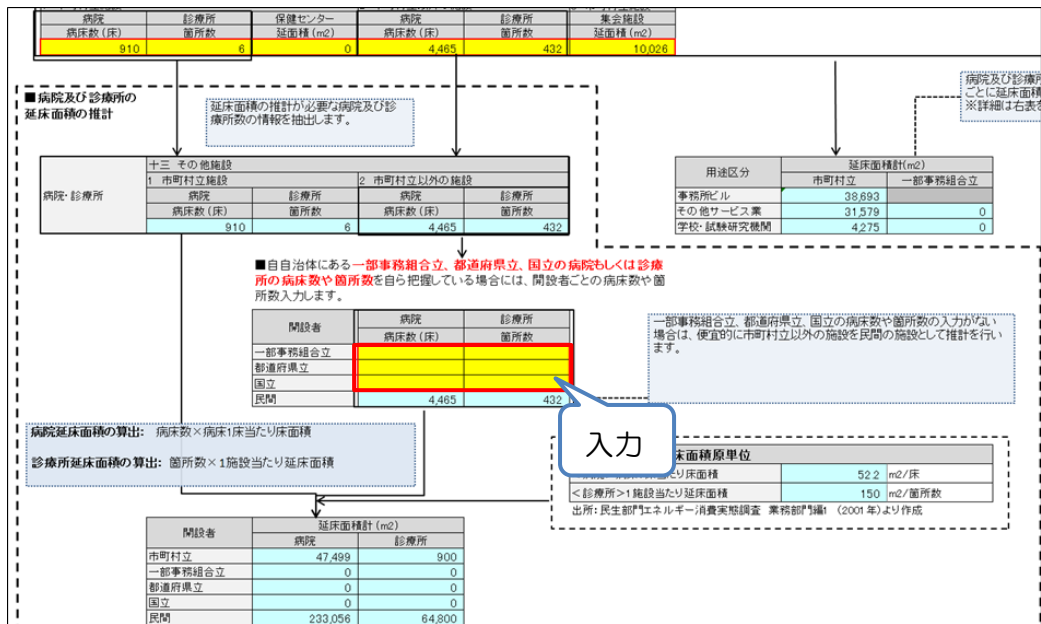 病院 診療所 保健センター 病院 診療所 集会施設
病床数（床） 箇所数 延面積（m2） 病床数（床） 箇所数 延面積（m2）
910 6 0 4,465 432 10,026
■病院及び診療所の
延床面積の推計
延床面積の推計が必要な病院及び診
療所数の情報を抽出します。
病院及び診療所
ごとに延床面積
※詳細は右表を
病院・診療所
十三 その他施設
1 市町村立施設 2 市町村立以外の施設
病院 診療所 病院 診療所
病床数（床） 箇所数 病床数（床） 箇所数
910 6 4,465 432
用途区分 延床面積計（m2）
市町村立 一部事務組合立
事務所ビル 38,693
その他サービス業 31,579 0
学校・試験研究機関 4,275 0
■自自治体にある一部事務組合立、都道府県立、国立の病院もしくは診療
所の病床数や箇所数を自ら把握している場合には、開設者ごとの病床数や箇
所数入力します。
開設者 病院 診療所
病床数（床） 箇所数
一部事務組合立
都道府県立
国立
民間 4,465 432
一部事務組合立、都道府県立、国立の病床数や箇所数の入力がない
場合は、便宜的に市町村立以外の施設を民間の施設として推計を行い
ます。
入力
病院延床面積の算出： 病床数×病床1床当たり床面積
診療所延床面積の算出： 箇所数×1施設当たり延床面積
床面積原単位
たり床面積 52.2 m2/床
＜診療所＞1施設当たり延床面積 150 m2/箇所数
出所：民生部門エネルギー消費実態調査 業務部門編1 （2001年）より作成
開設者 延床面積計（m2）
病院 診療所
市町村立 47,499 900
一部事務組合立 0 0
都道府県立 0 0
国立 0 0
民間 233,056 64,800